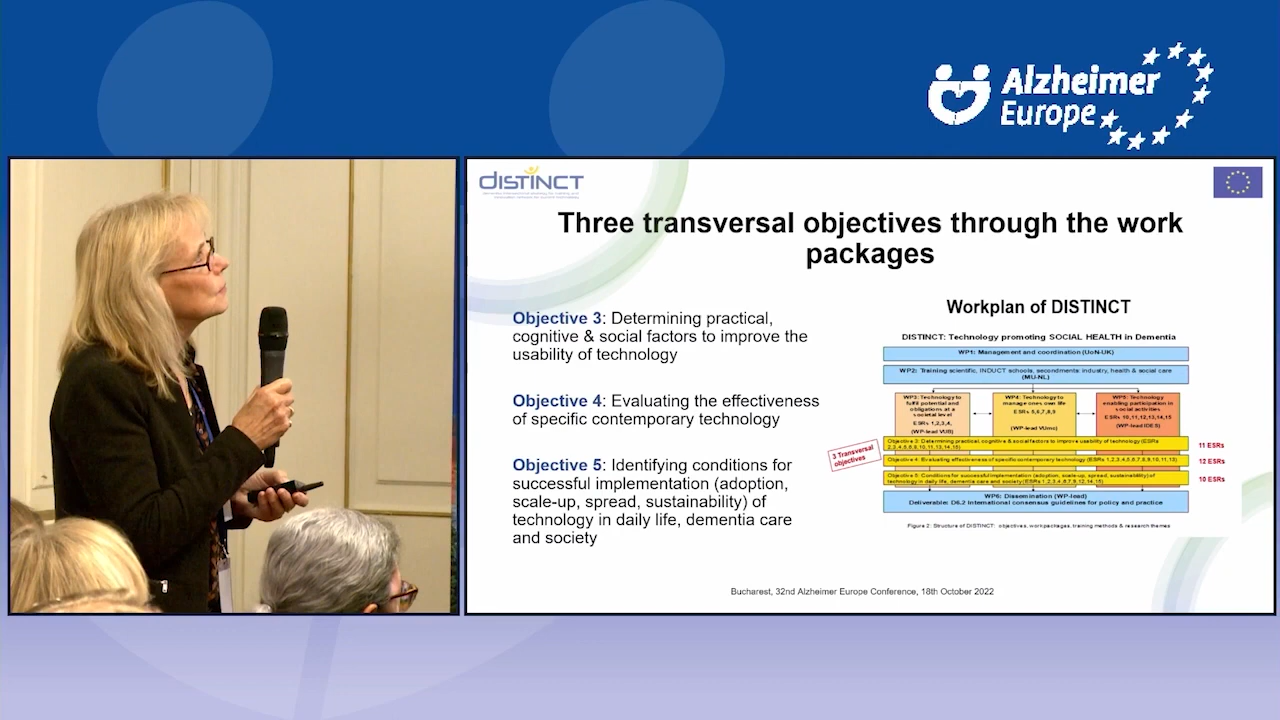 Alzheimer
Europe
DISTINCT
Three transversal objectives through the work
packages
Objective 3: Determining practical,
cognitive & social factors to improve the
usability of technology
Objective 4: Evaluating the effectiveness
of specific contemporary technology
Objective 5: Identifying conditions for
successful implementation (adoption,
scale-up, spread, sustainability) of
technology in daily life, dementia care
and society
Workplan of DISTINCT
DISTINCT: Technology promoting SOCIAL HEALTH in Dementia
WP1: Management and coordination (UoN-UK)
WP2: Training scientific, INDUCT schools, secondments: industry, health & social care
(MU-NL)
WP3: Technology to
fulfil potential and
obligations at a
societal level
ESRs 1,2,3,4,
(WP-lead VUB)
WP4: Technology to
manage ones own life
ESRs 5,6,7,8,9
(WP-lead VUmc)
WP5: Technology
enabling participation in
social activities
ESRs 10,11,12,13,14,15
(WP-lead IDES)
3 Transversal
objectives
Objective 3: Determining practical, cognitive & social factors to improve usability of technology (ESRs
2,3,4,5,6,9,10,11,13,14,15)
11 ESRs
Objective 4: Evaluating effectiveness of specific contemporary technology (ESRs 1,2,3,4,5,6,7,8,9,10,11,13)
12 ESRs
Objective 5: Conditions for successful implementation (adoption, scale-up, spread, sustainability) of
technology in daily life, dementia care and society (ESRs 1,2,3,4,6,7,9,12,14,15)
10 ESRs
WP6: Dissemination (WP-lead)
Deliverable: D6.2 International consensus guidelines for policy and practice
Figure 2: Structure of DISTINCT: objectives, workpackages, training methods & research themes
Bucharest, 32nd Alzheimer Europe Conference, 18th October 2022